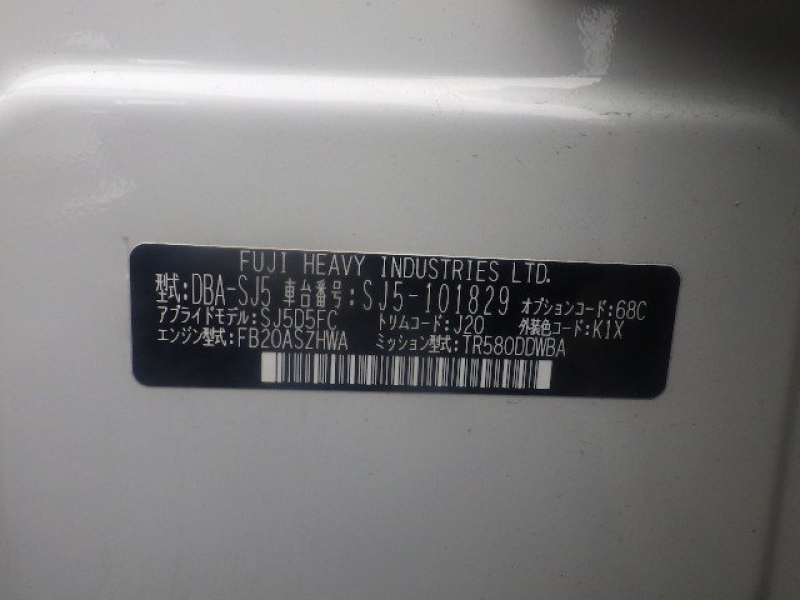 FUJI HEAVY INDUSTRIES LTD.
型式:DBA-SJ5 車台番号:SJ5-101829 オプションコード:68C
アプライドモデル:SJ5D5FC トリムコード:J20 外装色コード:K1X
エンジン型式:FB20ASZHWA ミッション型式:TR580DDWBA